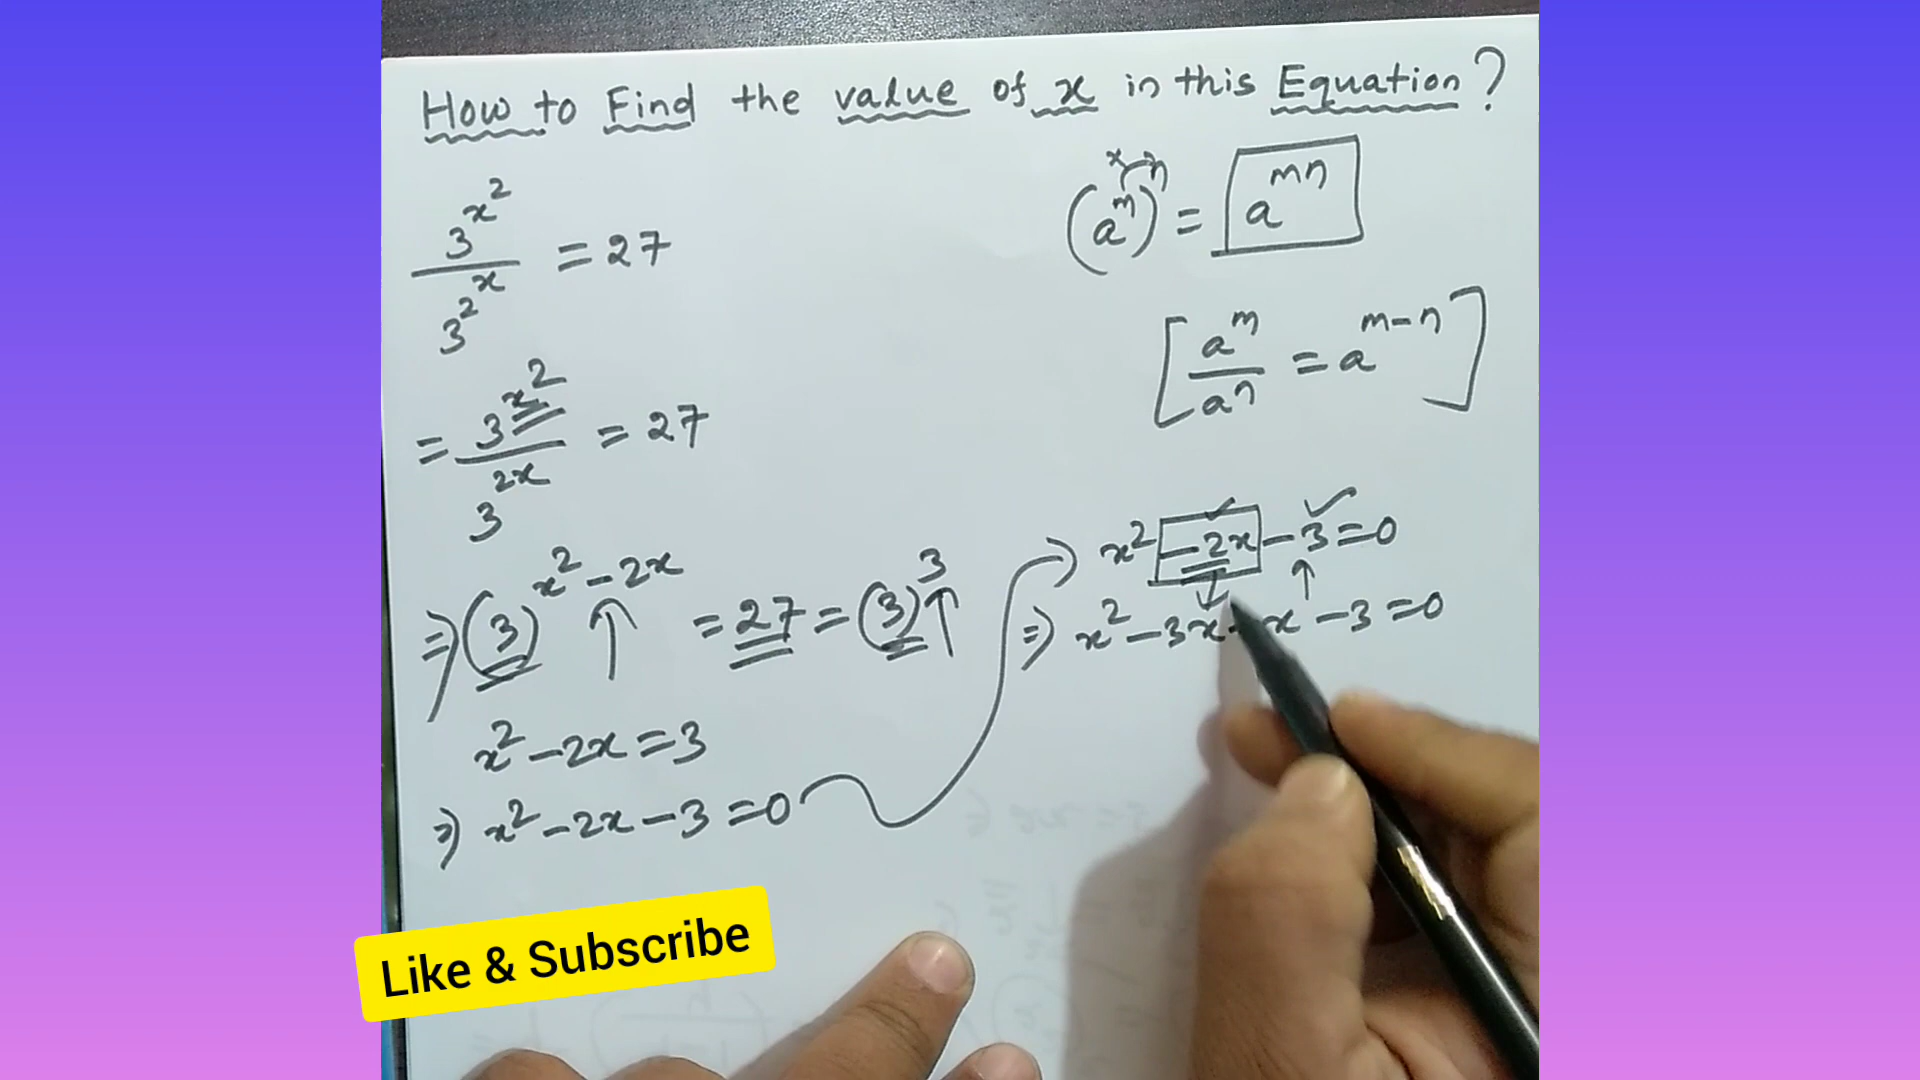 How to Find the value of x in this Equation?
3^x^2 / 3^2^x = 27
= 3^x^2 / 3^2x = 27
⇒ (3)^x^2-2x = 27 = (3)^3
x^2 - 2x = 3
⇒ x^2 - 2x - 3 = 0
(a^m)^n = a^mn
[a^m / a^n = a^m-n]
⇒ x^2 - 2x - 3 = 0
⇒ x^2 - 3x x - 3 = 0
Like & Subscribe